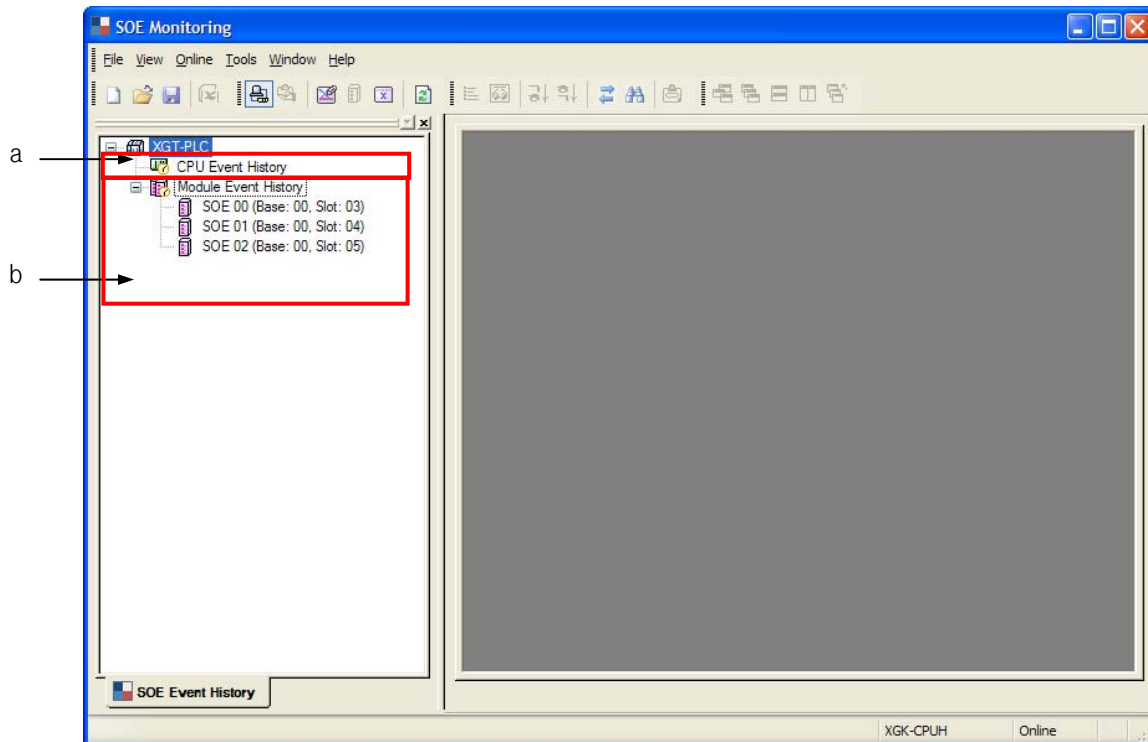 SOE Monitoring
File View Online Tools Window Help
a
XGT-PLC
CPU Event History
Module Event History
SOE 00 (Base: 00, Slot: 03)
SOE 01 (Base: 00, Slot: 04)
SOE 02 (Base: 00, Slot: 05)
b
SOE Event History
XGK-CPUH Online